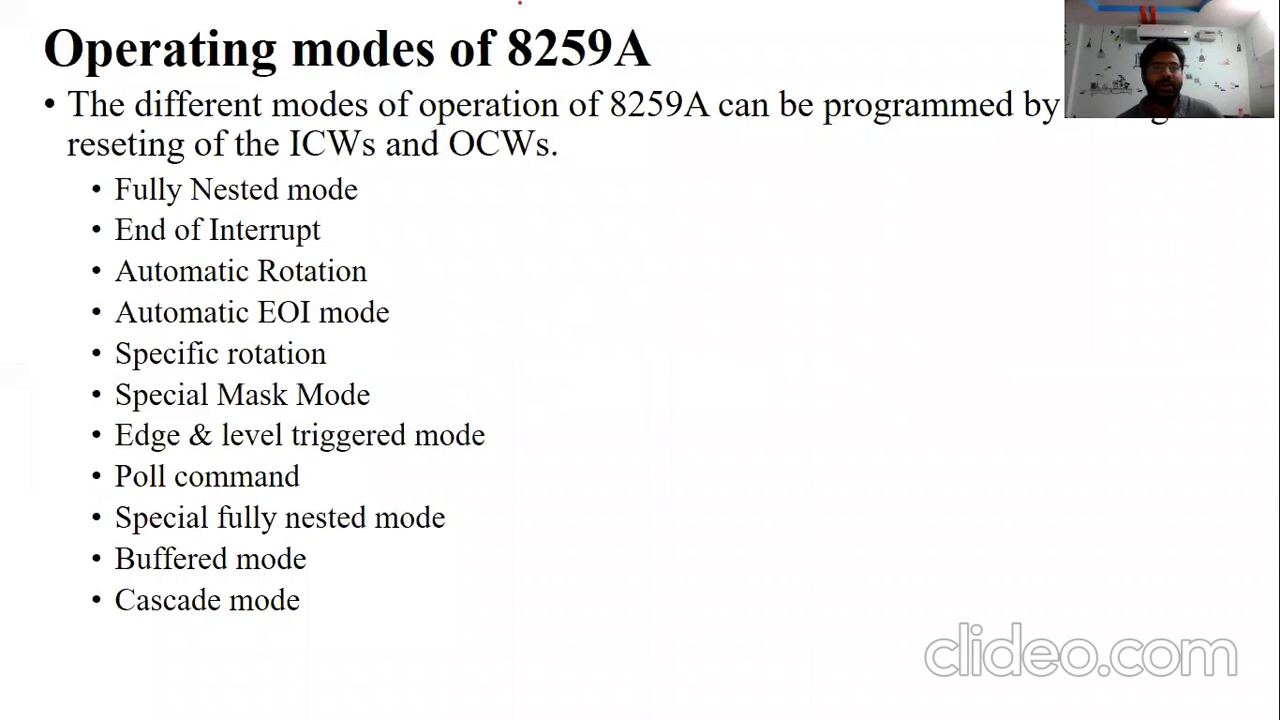 Operating modes of 8259A
• The different modes of operation of 8259A can be programmed by
reseting of the ICWs and OCWs.
• Fully Nested mode
• End of Interrupt
• Automatic Rotation
• Automatic EOI mode
• Specific rotation
• Special Mask Mode
• Edge & level triggered mode
• Poll command
• Special fully nested mode
• Buffered mode
• Cascade mode
clideo.com